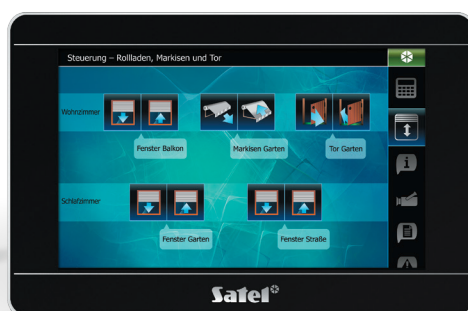 Steuerung – Rollladen, Markisen und Tor
Wohnzimmer
Fenster Balkon
Markisen Garten
Tor Garten
Schlafzimmer
Fenster Garten
Fenster Straße
Satel®